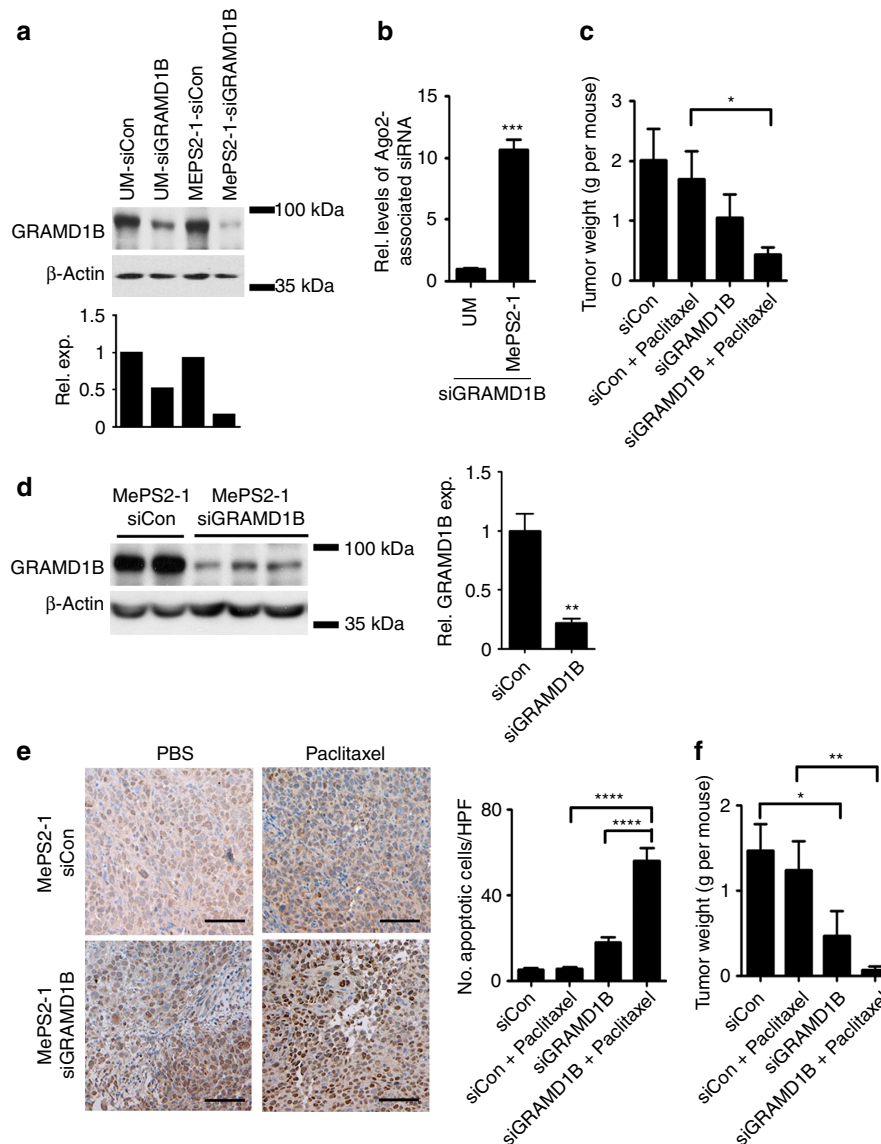 a
UM-siCon
UM-siGRAMD1B
MEPS2-1-siCon
MePS2-1-siGRAMD1B
GRAMD1B
100 kDa
β-Actin
35 kDa
Rel. exp.
1.5
1
0.5
0
b
Rel. levels of Ago2-
associated siRNA
15
10
5
0
***
UM
MePS2-1
siGRAMD1B
c
Tumor weight (g per mouse)
3
2
1
0
*
siCon
siCon + Paclitaxel
siGRAMD1B
siGRAMD1B + Paclitaxel
d
MePS2-1
siCon
MePS2-1
siGRAMD1B
GRAMD1B
100 kDa
β-Actin
35 kDa
Rel. GRAMD1B exp.
1.5
1
0.5
0
**
siCon
siGRAMD1B
e
PBS
Paclitaxel
MePS2-1
siCon
MePS2-1
siGRAMD1B
No. apoptotic cells/HPF
80
60
40
20
0
****
****
siCon
siCon + Paclitaxel
siGRAMD1B
siGRAMD1B + Paclitaxel
f
Tumor weight (g per mouse)
2
1
0
**
*
siCon
siCon + Paclitaxel
siGRAMD1B
siGRAMD1B + Paclitaxel